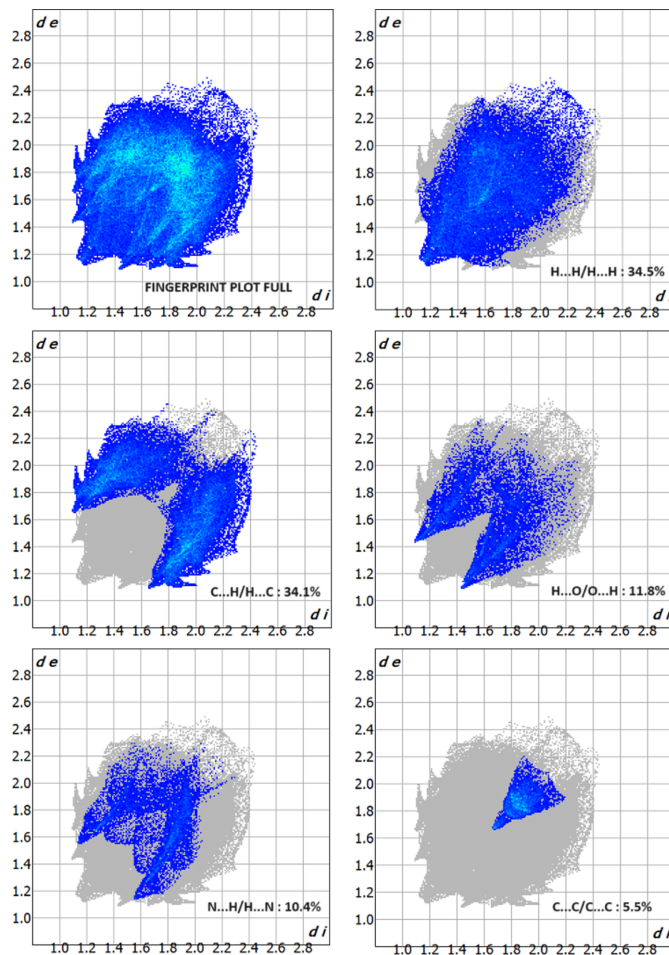 d e
2.8
2.6
2.4
2.2
2.0
1.8
1.6
1.4
1.2
1.0
FINGERPRINT PLOT FULL
d i
1.0 1.2 1.4 1.6 1.8 2.0 2.2 2.4 2.6 2.8
d e
2.8
2.6
2.4
2.2
2.0
1.8
1.6
1.4
1.2
1.0
H...H/H...H : 34.5%
d i
1.0 1.2 1.4 1.6 1.8 2.0 2.2 2.4 2.6 2.8
d e
2.8
2.6
2.4
2.2
2.0
1.8
1.6
1.4
1.2
1.0
C...H/H...C : 34.1%
d i
1.0 1.2 1.4 1.6 1.8 2.0 2.2 2.4 2.6 2.8
d e
2.8
2.6
2.4
2.2
2.0
1.8
1.6
1.4
1.2
1.0
H...O/O...H : 11.8%
d i
1.0 1.2 1.4 1.6 1.8 2.0 2.2 2.4 2.6 2.8
d e
2.8
2.6
2.4
2.2
2.0
1.8
1.6
1.4
1.2
1.0
N...H/H...N : 10.4%
d i
1.0 1.2 1.4 1.6 1.8 2.0 2.2 2.4 2.6 2.8
d e
2.8
2.6
2.4
2.2
2.0
1.8
1.6
1.4
1.2
1.0
C...C/C...C : 5.5%
d i
1.0 1.2 1.4 1.6 1.8 2.0 2.2 2.4 2.6 2.8